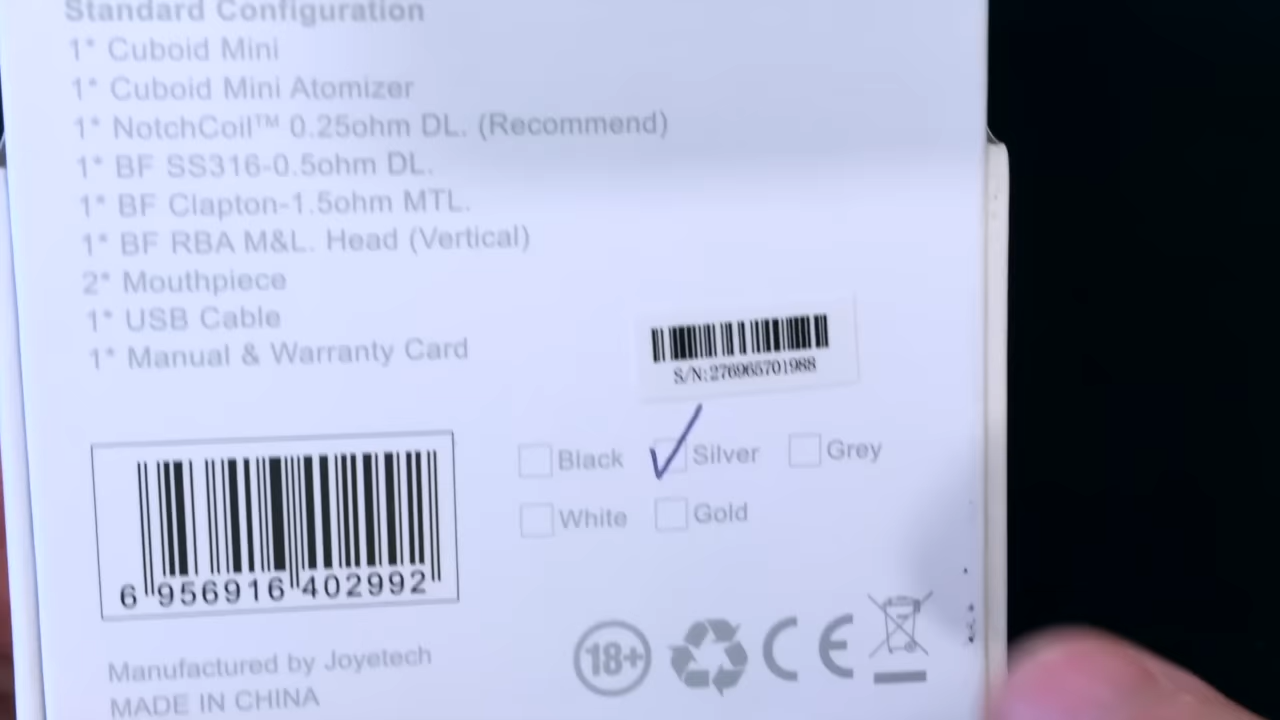 Standard Configuration
1* Cuboid Mini
1* Cuboid Mini Atomizer
1* NotchCoil™ 0.25ohm DL. (Recommend)
1* BF SS316-0.5ohm DL.
1* BF Clapton-1.5ohm MTL.
1* BF RBA M&L. Head (Vertical)
2* Mouthpiece
1* USB Cable
1* Manual & Warranty Card
S/N:276965701988
Black Silver Grey
White Gold
6 956916 402992
Manufactured by Joyetech
MADE IN CHINA
18+ CE